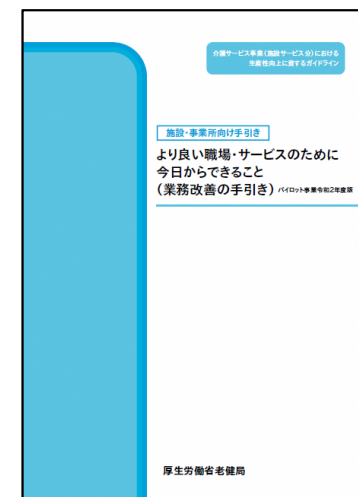 介護サービス事業(施設サービス分)における
生産性向上に資するガイドライン
施設・事業所向け手引き
より良い職場・サービスのために
今日からできること
(業務改善の手引き) パイロット事業令和2年度版
厚生労働省老健局